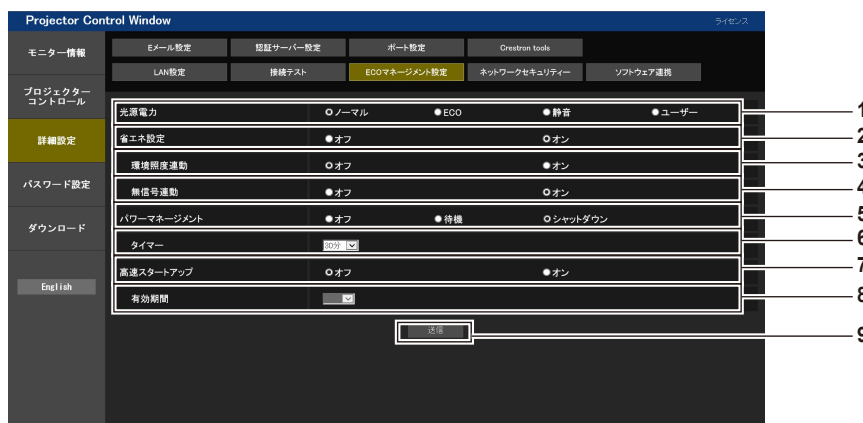 Projector Control Window
ライセンス
モニター情報
プロジェクター
コントロール
詳細設定
パスワード設定
ダウンロード
English
Eメール設定 認証サーバー設定 ポート設定 Crestron tools
LAN設定 接続テスト ECOマネージメント設定 ネットワークセキュリティー ソフトウェア連携
光源電力 ノーマル ECO 静音 ユーザー 1
省エネ設定 オフ オン 2
環境照度連動 オフ オン 3
無信号連動 オフ オン 4
パワーマネージメント オフ 待機 シャットダウン 5
タイマー 30分 6
高速スタートアップ オフ オン 7
有効期間 8
送信 9